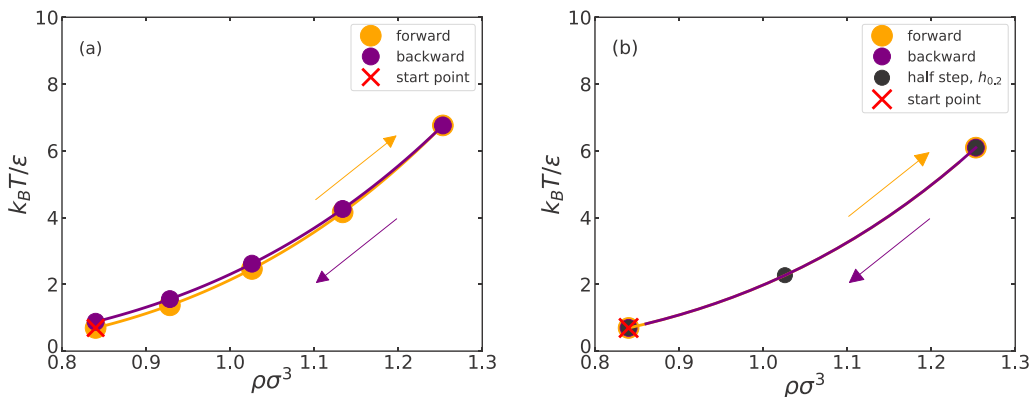 (a)
forward
backward
start point
10
8
6
4
2
0
0.8 0.9 1.0 1.1 1.2 1.3
k_BT/ε
ρσ³
(b)
forward
backward
half step, h_{0.2}
start point
10
8
6
4
2
0
0.8 0.9 1.0 1.1 1.2 1.3
k_BT/ε
ρσ³